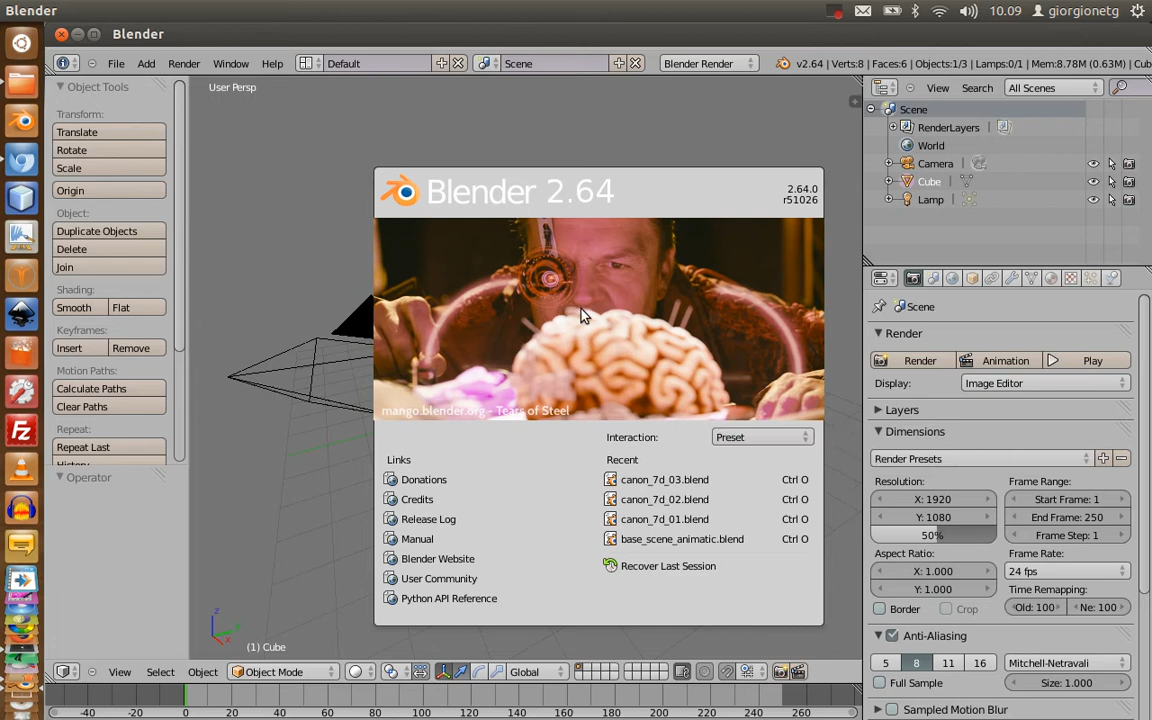 Blender
10.09 giorgionetg
Blender
File Add Render Window Help Default Scene Blender Render v2.64 | Verts:8 | Faces:6 | Objects:1/3 | Lamps:0/1 | Mem:8.78M (0.63M) | Cub
Object Tools
Transform:
Translate
Rotate
Scale
Origin
Object:
Duplicate Objects
Delete
Join
Shading:
Smooth Flat
Keyframes:
Insert Remove
Motion Paths:
Calculate Paths
Clear Paths
Repeat:
Repeat Last
History
Operator
User Persp
Blender 2.64
2.64.0
r51026
mango.blender.org - Tears of Steel
Interaction: Preset
Links
Donations
Credits
Release Log
Manual
Blender Website
User Community
Python API Reference
Recent
canon_7d_03.blend Ctrl O
canon_7d_02.blend Ctrl O
canon_7d_01.blend Ctrl O
base_scene_animatic.blend Ctrl O
Recover Last Session
z
y
x
(1) Cube
View Select Object Object Mode Global
-40 -20 0 20 40 60 80 100 120 140 160 180 200 220 240 260
View Search All Scenes
Scene
RenderLayers
World
Camera
Cube
Lamp
Scene
Render
Render Animation Play
Display: Image Editor
Layers
Dimensions
Render Presets
Resolution: Frame Range:
X: 1920 Start Frame: 1
Y: 1080 End Frame: 250
50% Frame Step: 1
Aspect Ratio: Frame Rate:
X: 1.000 24 fps
Y: 1.000 Time Remapping:
Border Crop Old: 100 Ne: 100
Anti-Aliasing
5 8 11 16 Mitchell-Netravali
Full Sample Size: 1.000
Sampled Motion Blur